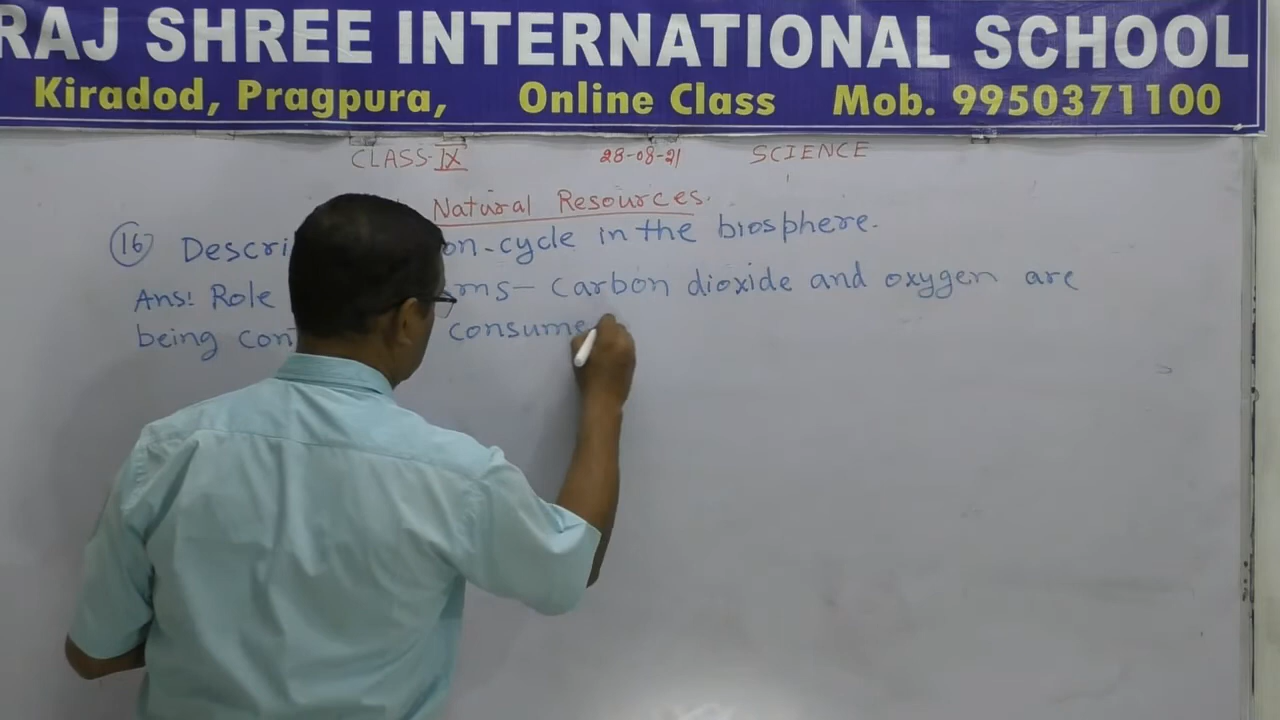 RAJ SHREE INTERNATIONAL SCHOOL
Kiradod, Pragpura, Online Class Mob. 9950371100
CLASS-IX 28-08-21 SCIENCE
Natural Resources.
(16) Descri on-cycle in the biosphere.
Ans: Role rms- carbon dioxide and oxygen are
being con consume